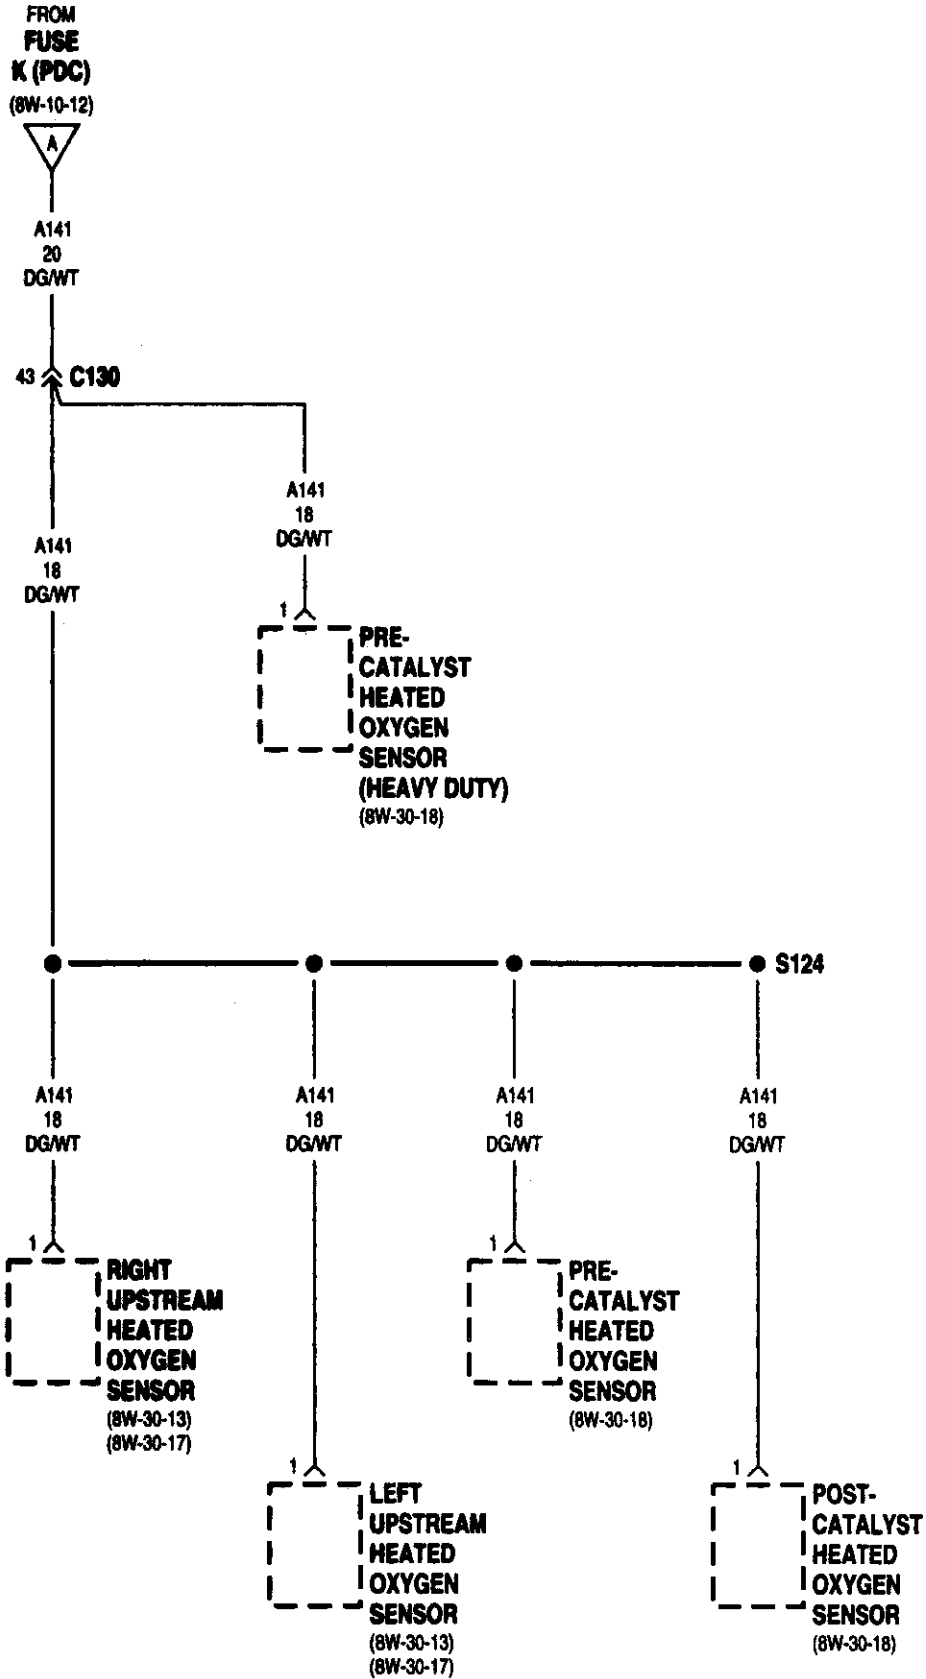 FROM
FUSE
K (PDC)
(8W-10-12)
A
A141
20
DG/WT
43 C130
A141
18
DG/WT
A141
18
DG/WT
1
PRE-
CATALYST
HEATED
OXYGEN
SENSOR
(HEAVY DUTY)
(8W-30-18)
S124
A141
18
DG/WT
A141
18
DG/WT
A141
18
DG/WT
A141
18
DG/WT
1
RIGHT
UPSTREAM
HEATED
OXYGEN
SENSOR
(8W-30-13)
(8W-30-17)
1
PRE-
CATALYST
HEATED
OXYGEN
SENSOR
(8W-30-18)
1
LEFT
UPSTREAM
HEATED
OXYGEN
SENSOR
(8W-30-13)
(8W-30-17)
1
POST-
CATALYST
HEATED
OXYGEN
SENSOR
(8W-30-18)